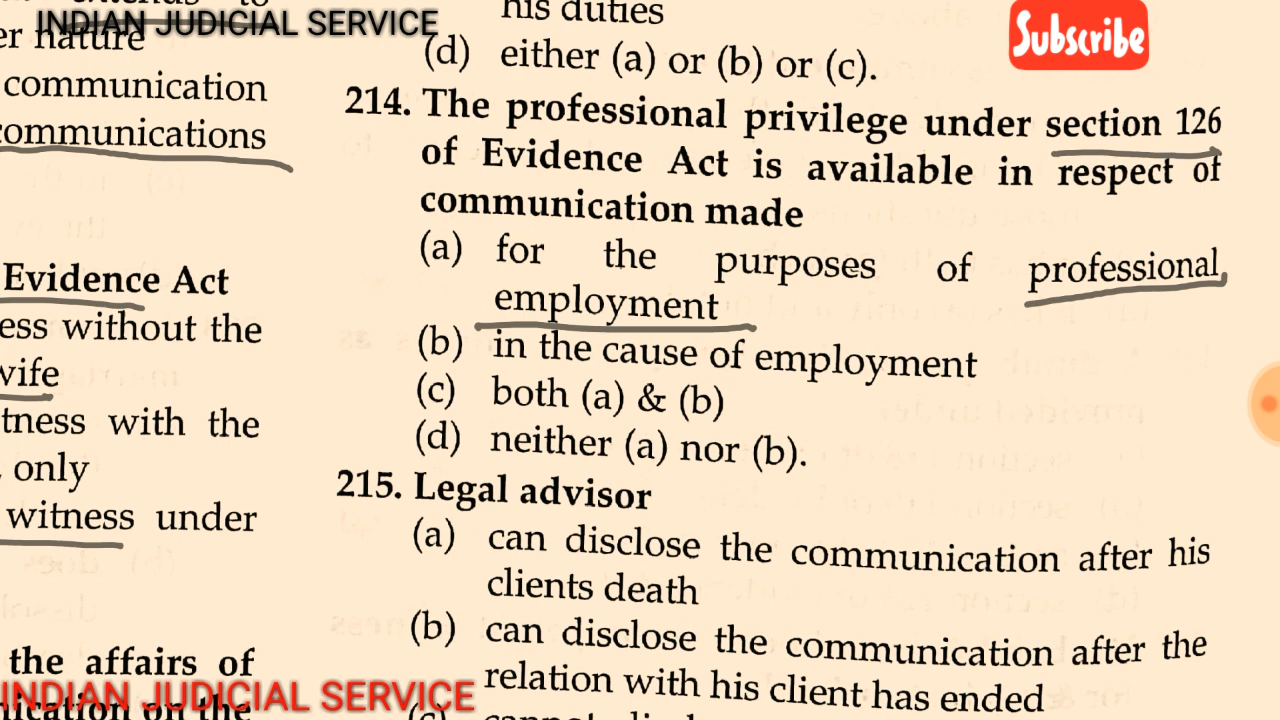 INDIAN JUDICIAL SERVICE
er nature
communication
communications
Evidence Act
ess without the
wife
tness with the
only
witness under
the affairs of
his duties
(d) either (a) or (b) or (c).
214. The professional privilege under section 126
of Evidence Act is available in respect of
communication made
(a) for the purposes of professional
employment
(b) in the cause of employment
(c) both (a) & (b)
(d) neither (a) nor (b).
215. Legal advisor
(a) can disclose the communication after his
clients death
(b) can disclose the communication after the
relation with his client has ended
Subscribe
INDIAN JUDICIAL SERVICE